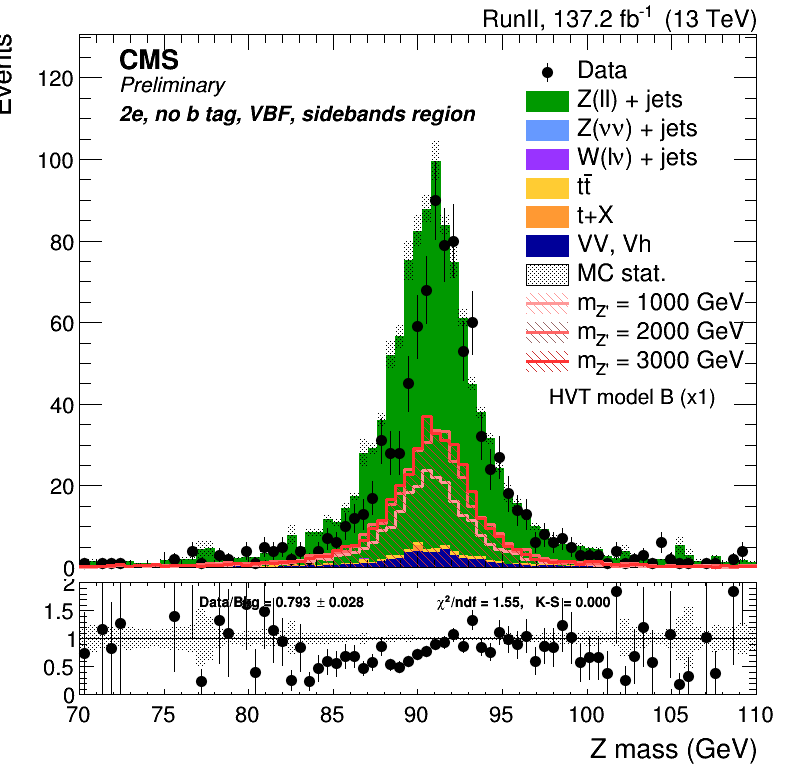 RunII, 137.2 fb⁻¹ (13 TeV)
Events
CMS
Preliminary
2e, no b tag, VBF, sidebands region
Data
Z(ll) + jets
Z(νν) + jets
W(lν) + jets
tt̄
t+X
VV, Vh
MC stat.
m_Z' = 1000 GeV
m_Z' = 2000 GeV
m_Z' = 3000 GeV
HVT model B (x1)
120
100
80
60
40
20
0
Data/Bkg = 0.793 ± 0.028 χ²/ndf = 1.55, K-S = 0.000
2
1.5
1
0.5
0
70 75 80 85 90 95 100 105 110
Z mass (GeV)